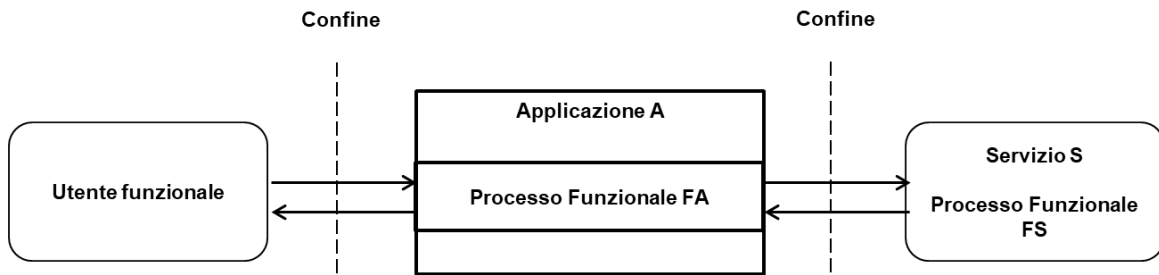 Confine
Confine
Applicazione A
Utente funzionale
Processo Funzionale FA
Servizio S
Processo Funzionale
FS